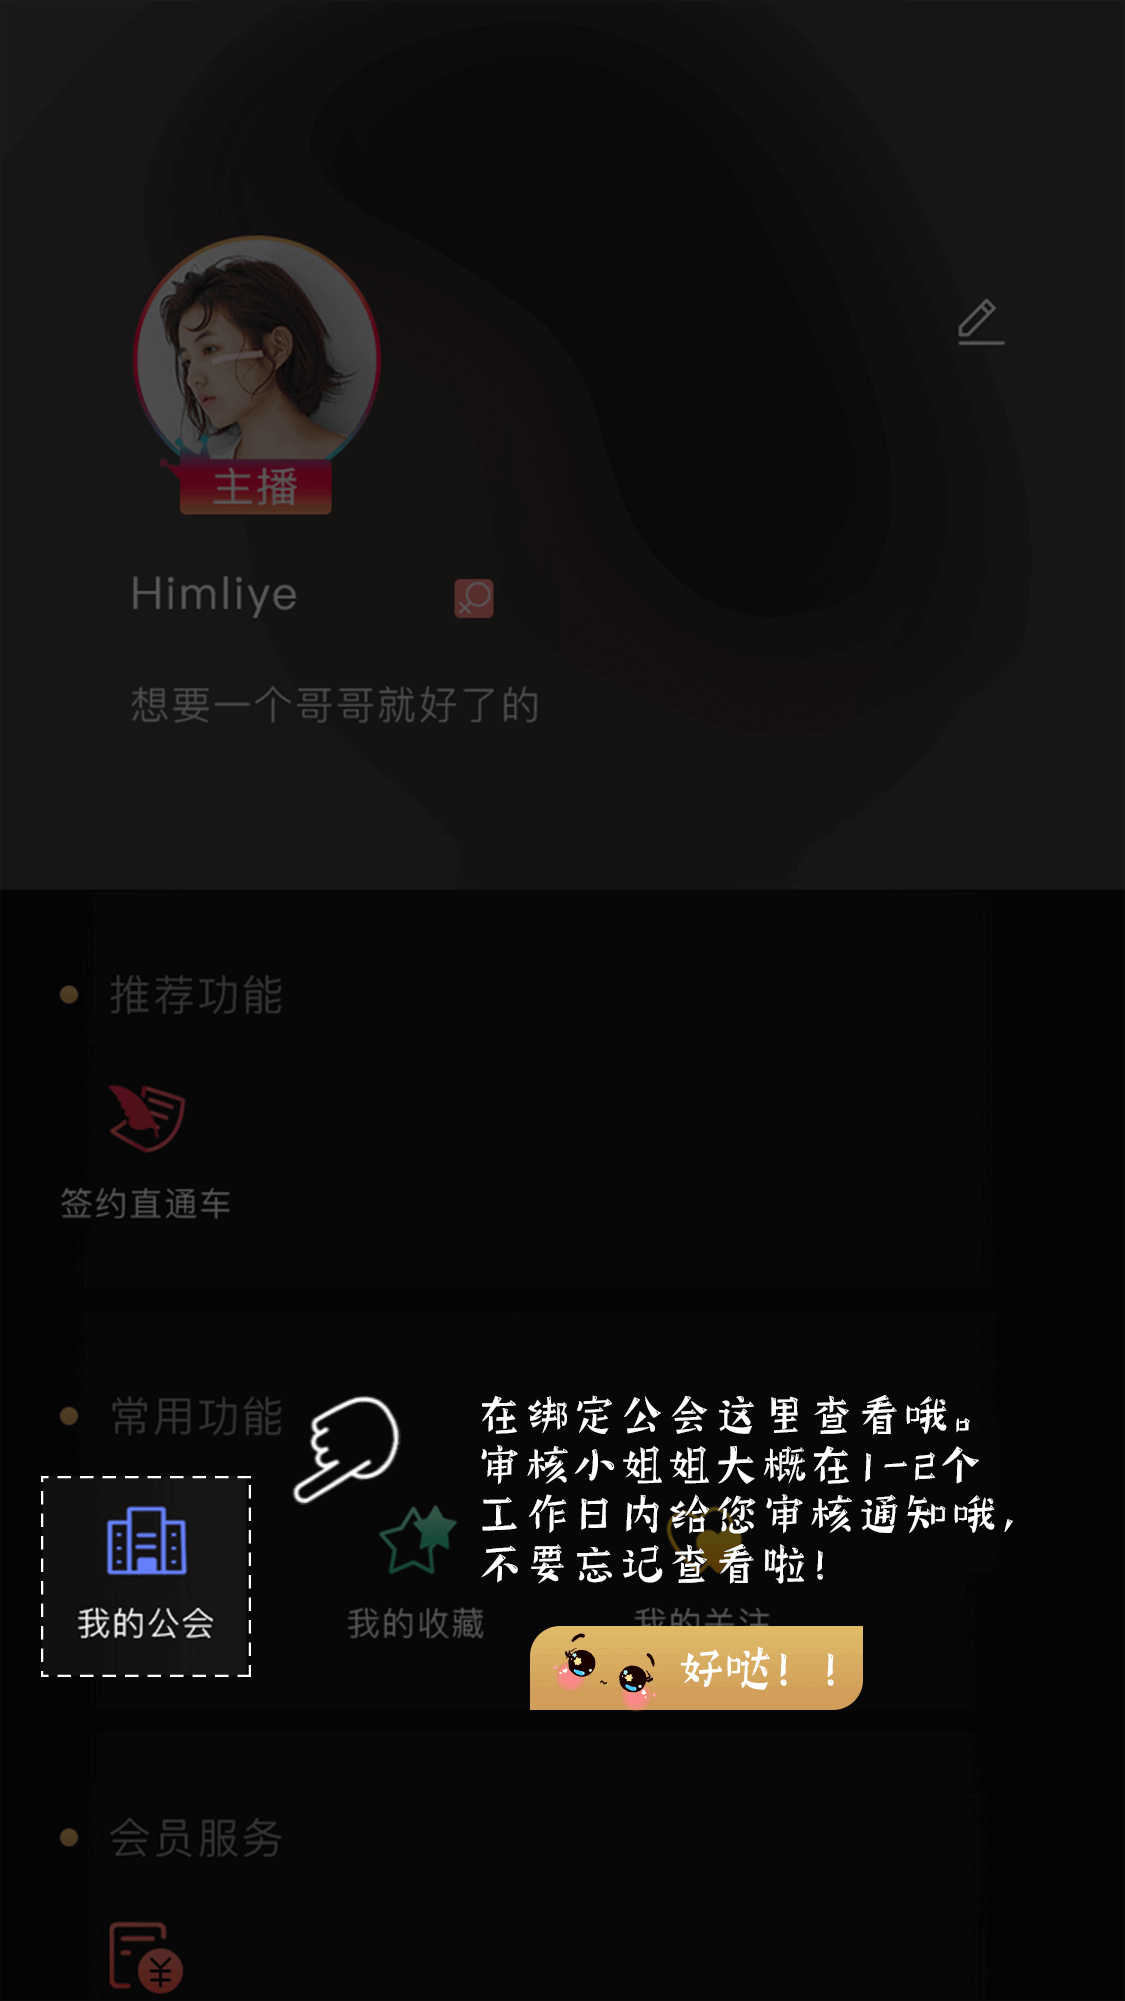 主播
Himliye
想要一个哥哥就好了的
推荐功能
签约直通车
常用功能
在绑定公会这里查看哦。
审核小姐姐大概在1-2个
工作日内给您审核通知哦,
不要忘记查看啦!
我的公会
我的收藏
我的关注
好哒!!
会员服务
¥